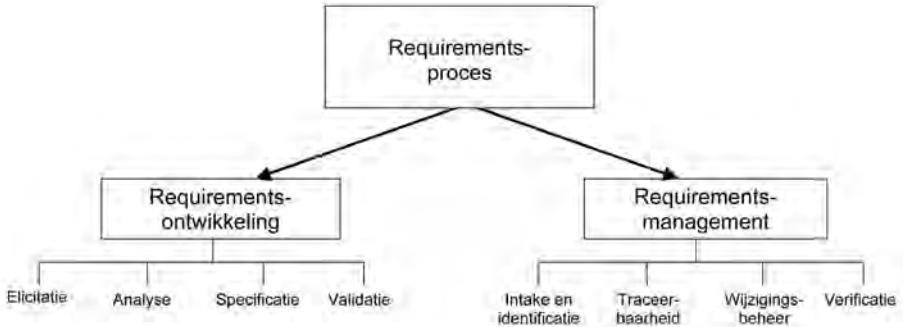 Requirements-
proces
Requirements-
ontwikkeling
Requirements-
management
Elicitatie
Analyse
Specificatie
Validatie
Intake en
identificatie
Traceer-
baarheid
Wijzigings-
beheer
Verificatie